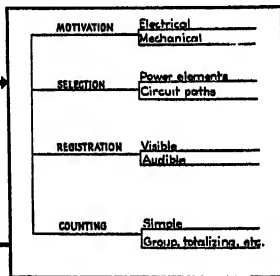 MOTIVATION Electrical
Mechanical
SELECTION Power elements
Circuit paths
REGISTRATION Visible
Audible
COUNTING Simple
Group, totalizing, etc.